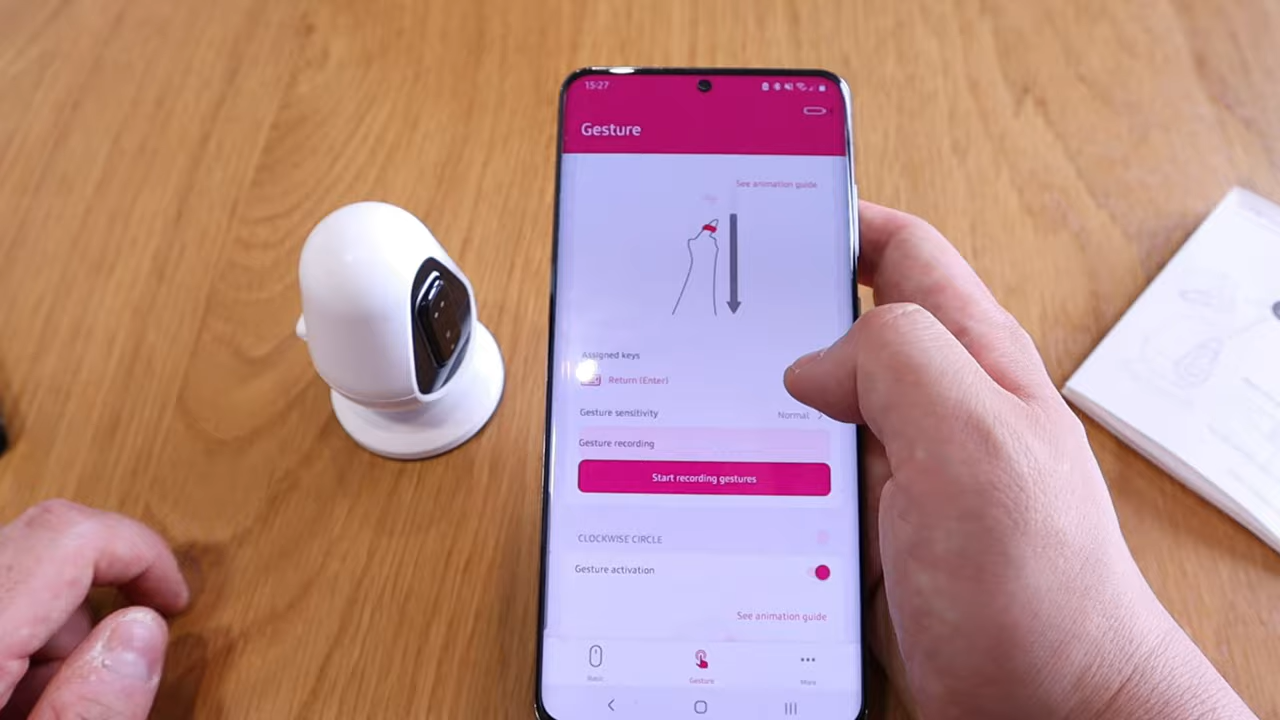 15:27
Gesture
See animation guide
Assigned keys
Return (Enter)
Gesture sensitivity
Normal >
Gesture recording
Start recording gestures
CLOCKWISE CIRCLE
Gesture activation
See animation guide
Basic
Gesture
More